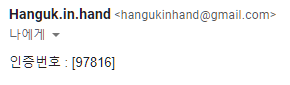 Hanguk.in.hand <hangukinhand@gmail.com>
나에게
인증번호 : [97816]